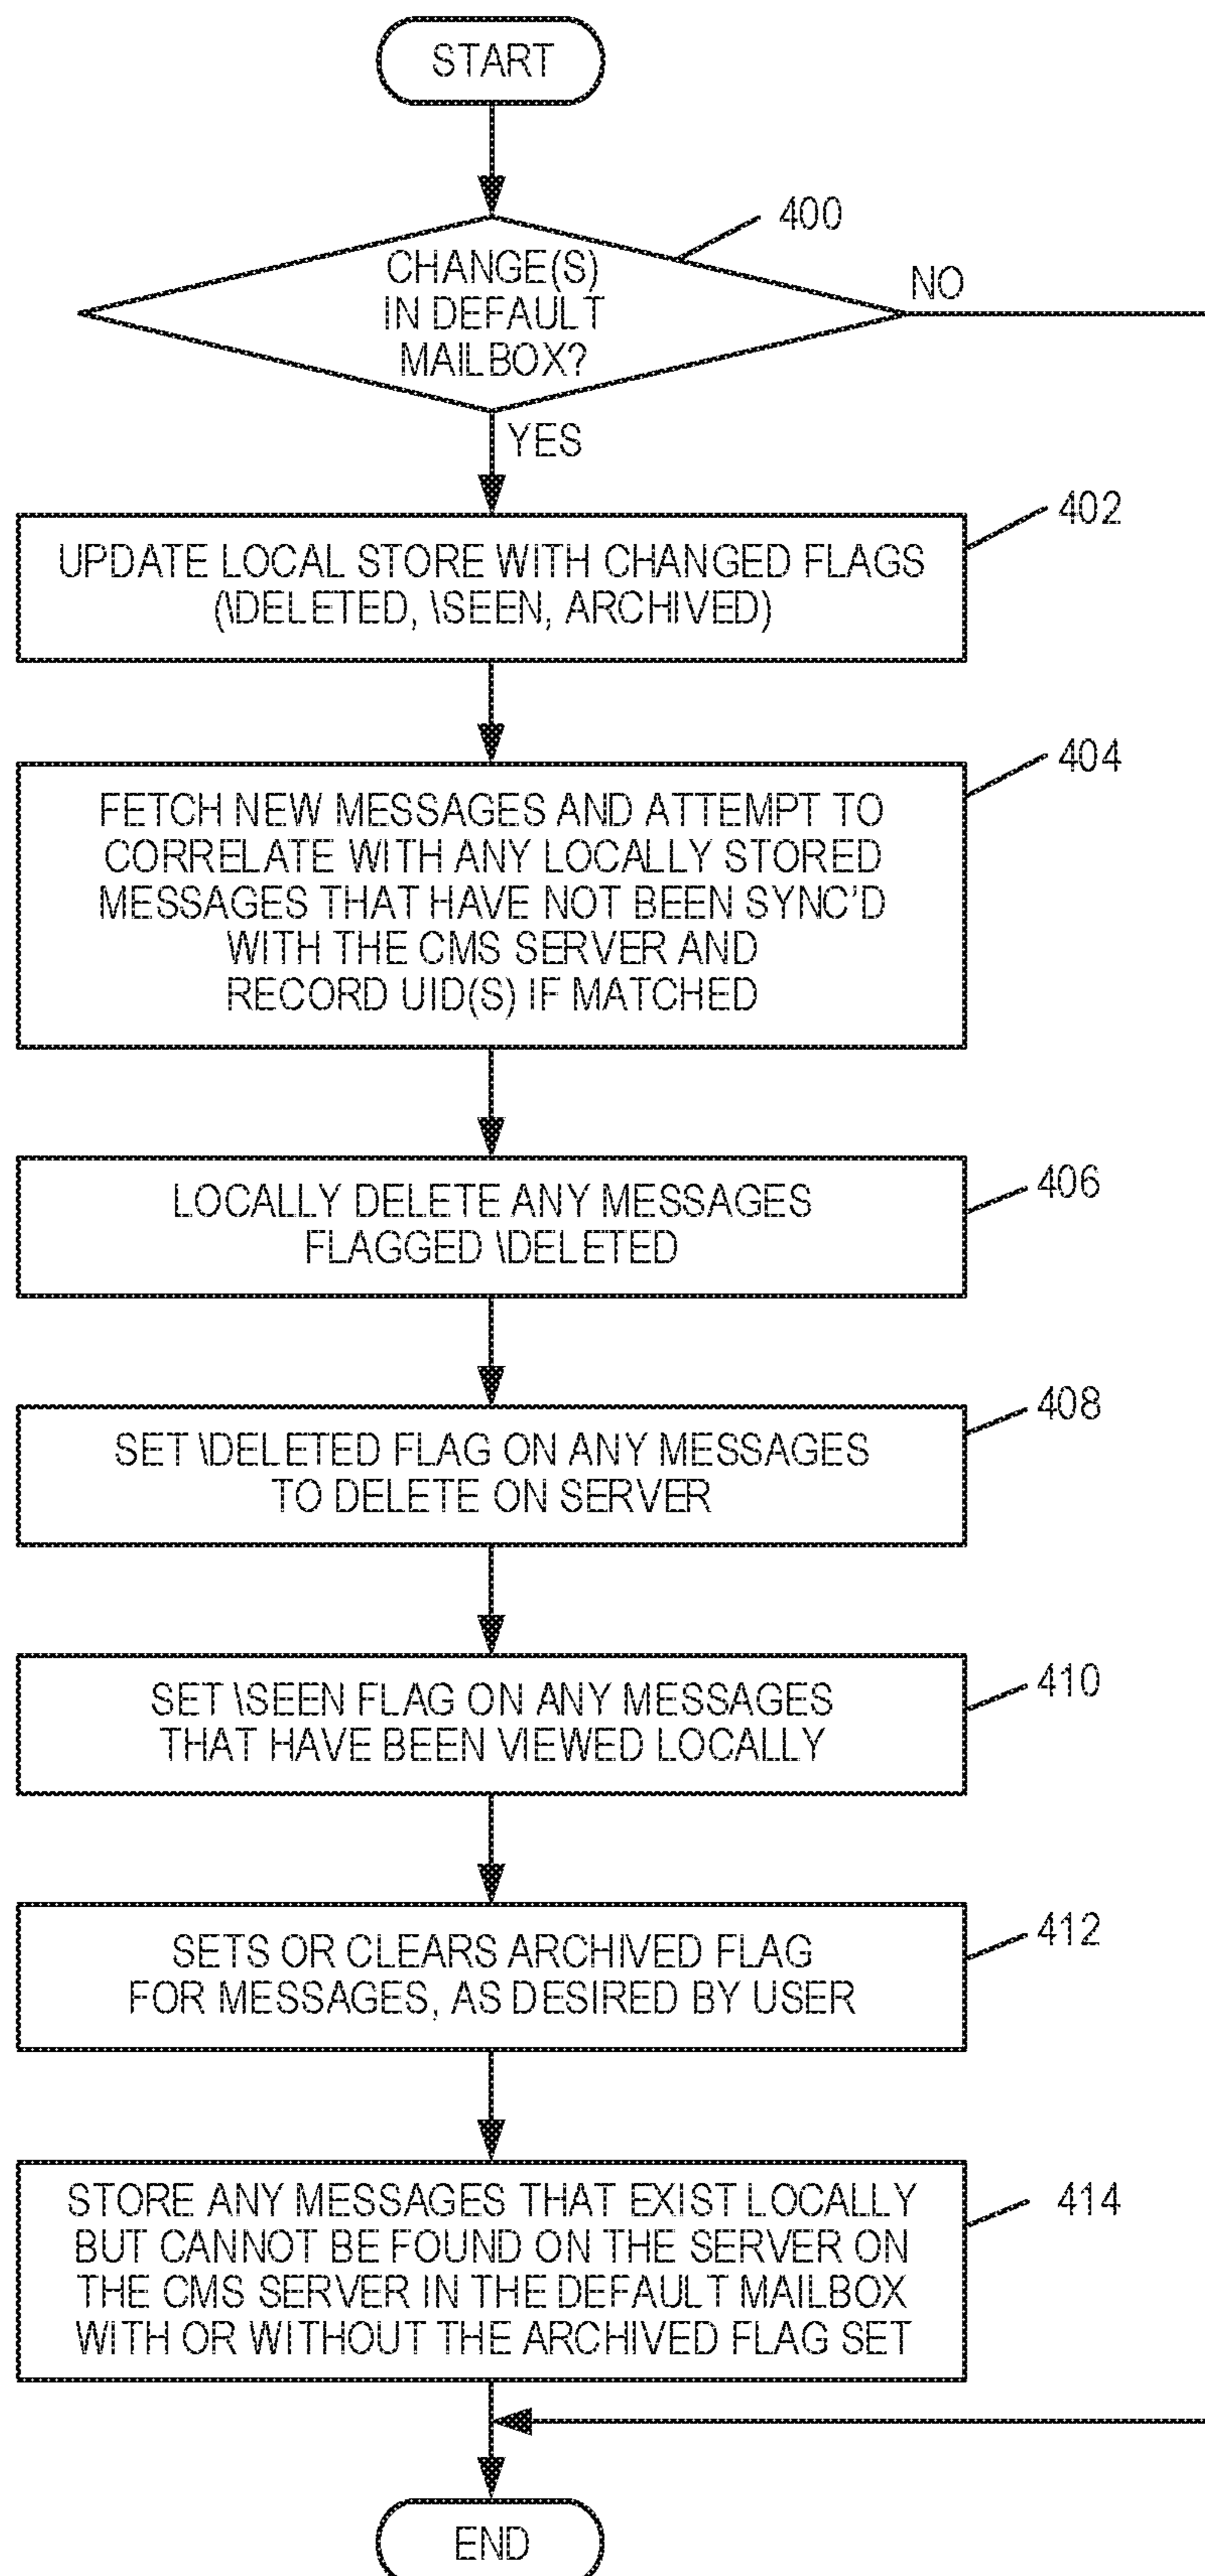 START
400
CHANGE(S)
IN DEFAULT
MAILBOX?
NO
YES
402
UPDATE LOCAL STORE WITH CHANGED FLAGS
(\DELETED, \SEEN, ARCHIVED)
404
FETCH NEW MESSAGES AND ATTEMPT TO
CORRELATE WITH ANY LOCALLY STORED
MESSAGES THAT HAVE NOT BEEN SYNC'D
WITH THE CMS SERVER AND
RECORD UID(S) IF MATCHED
406
LOCALLY DELETE ANY MESSAGES
FLAGGED \DELETED
408
SET \DELETED FLAG ON ANY MESSAGES
TO DELETE ON SERVER
410
SET \SEEN FLAG ON ANY MESSAGES
THAT HAVE BEEN VIEWED LOCALLY
412
SETS OR CLEARS ARCHIVED FLAG
FOR MESSAGES, AS DESIRED BY USER
414
STORE ANY MESSAGES THAT EXIST LOCALLY
BUT CANNOT BE FOUND ON THE SERVER ON
THE CMS SERVER IN THE DEFAULT MAILBOX
WITH OR WITHOUT THE ARCHIVED FLAG SET
END